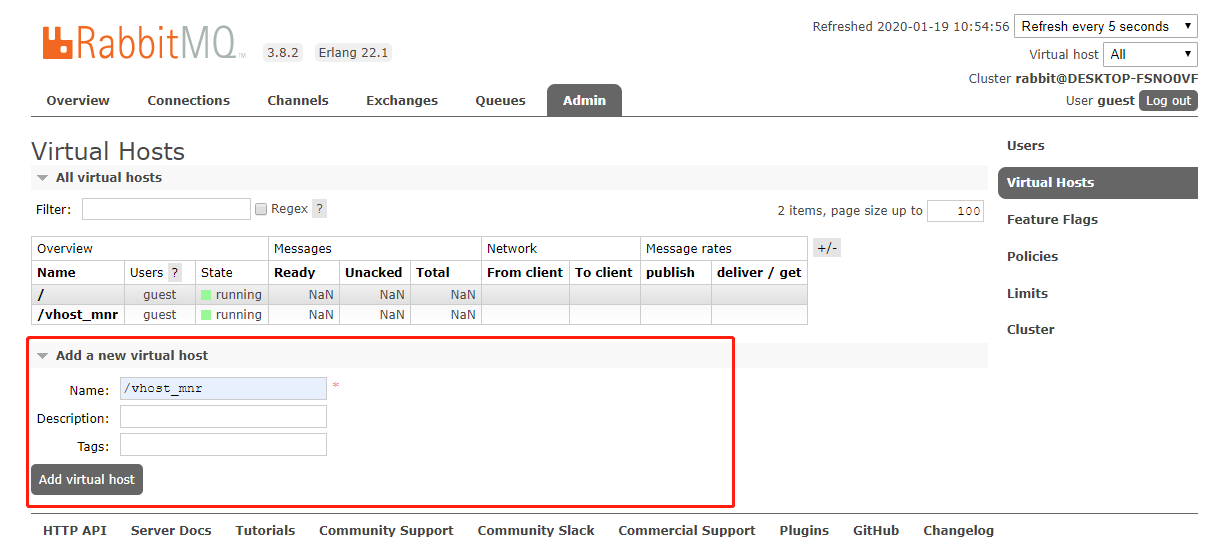 Refreshed 2020-01-19 10:54:56 Refresh every 5 seconds
RabbitMQ TM 3.8.2 Erlang 22.1
Virtual host All
Cluster rabbit@DESKTOP-FSNO0VF
User guest Log out
Overview Connections Channels Exchanges Queues Admin
Virtual Hosts
All virtual hosts
Filter: Regex ? 2 items, page size up to 100
Overview Messages Network Message rates +/-
Name Users ? State Ready Unacked Total From client To client publish deliver / get
/ guest running NaN NaN NaN
/vhost_mnr guest running NaN NaN NaN
Add a new virtual host
Name: /vhost_mnr *
Description:
Tags:
Add virtual host
Users
Virtual Hosts
Feature Flags
Policies
Limits
Cluster
HTTP API Server Docs Tutorials Community Support Community Slack Commercial Support Plugins GitHub Changelog